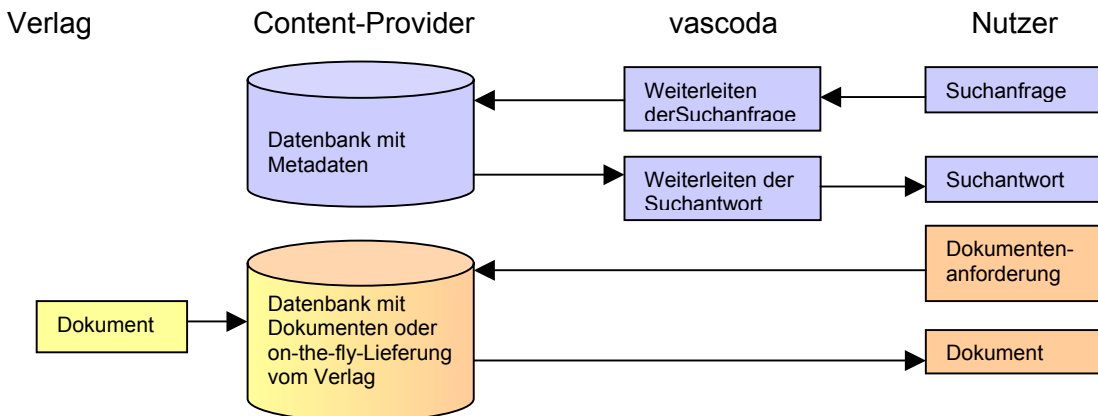 Verlag
Content-Provider
vascoda
Nutzer
Weiterleiten
derSuchanfrage
Suchanfrage
Datenbank mit
Metadaten
Weiterleiten der
Suchantwort
Suchantwort
Dokumenten-
anforderung
Dokument
Datenbank mit
Dokumenten oder
on-the-fly-Lieferung
vom Verlag
Dokument